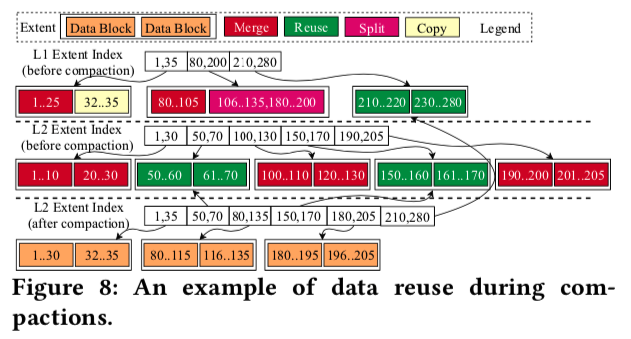 Extent Data Block Data Block Merge Reuse Split Copy Legend
L1 Extent Index
(before compaction)
1,35 80,200 210,280
1..25 32..35 80..105 106..135,180..200 210..220 230..280
L2 Extent Index
(before compaction)
1,30 50,70 100,130 150,170 190,205
1..10 20..30 50..60 61..70 100..110 120..130 150..160 161..170 190..200 201..205
L2 Extent Index
(after compaction)
1,35 50,70 80,135 150,170 180,205 210,280
1..30 32..35 80..115 116..135 180..195 196..205
Figure 8: An example of data reuse during com-
pactions.